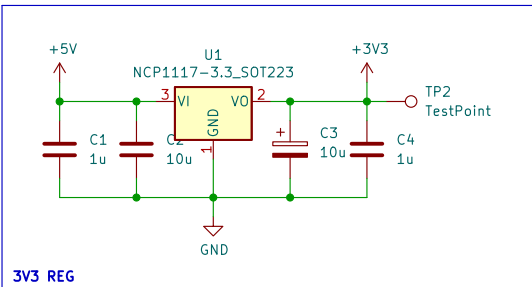 +5V
U1
NCP1117-3.3_SOT223
+3V3
3 VI
VO 2
GND
1
TP2
TestPoint
C1
1u
C2
10u
+
C3
10u
C4
1u
GND
3V3 REG